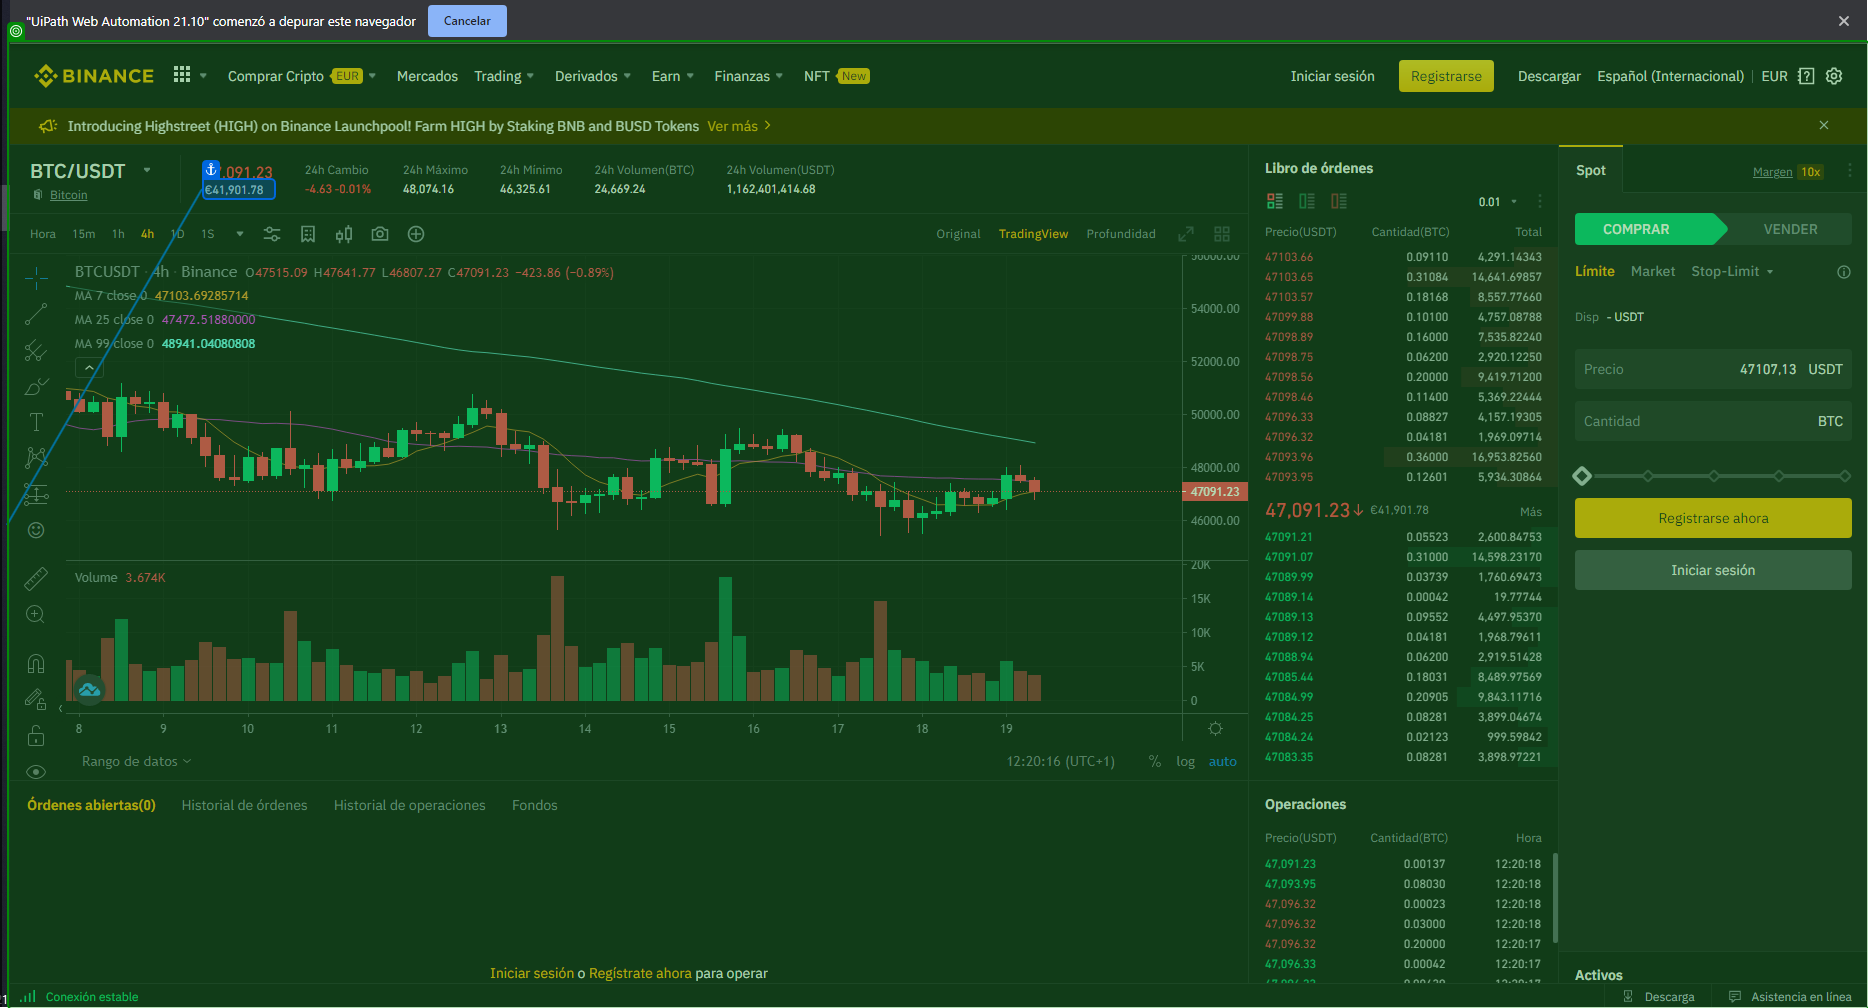 "UiPath Web Automation 21.10" comenzó a depurar este navegador Cancelar
BINANCE Comprar Cripto EUR Mercados Trading Derivados Earn Finanzas NFT New Iniciar sesión Registrarse Descargar Español (Internacional) EUR
Introducing Highstreet (HIGH) on Binance Launchpool! Farm HIGH by Staking BNB and BUSD Tokens Ver más
BTC/USDT
Bitcoin
,091.23
€41,901.78
24h Cambio 24h Máximo 24h Mínimo 24h Volumen(BTC) 24h Volumen(USDT)
-4.63 -0.01% 48,074.16 46,325.61 24,669.24 1,162,401,414.68
Hora 15m 1h 4h 1D 1S Original TradingView Profundidad
BTCUSDT · 4h · Binance O47515.09 H47641.77 L46807.27 C47091.23 −423.86 (−0.89%)
MA 7 close 0 47103.69285714
MA 25 close 0 47472.51880000
MA 99 close 0 48941.04080808
56000.00
54000.00
52000.00
50000.00
48000.00
47091.23
46000.00
Volume 3.674K
20K
15K
10K
5K
0
8 9 10 11 12 13 14 15 16 17 18 19
Rango de datos 12:20:16 (UTC+1) % log auto
Órdenes abiertas(0) Historial de órdenes Historial de operaciones Fondos
Iniciar sesión o Regístrate ahora para operar
Libro de órdenes
0.01
Precio(USDT) Cantidad(BTC) Total
47103.66 0.09110 4,291.14343
47103.65 0.31084 14,641.69857
47103.57 0.18168 8,557.77660
47099.88 0.10100 4,757.08788
47098.89 0.16000 7,535.82240
47098.75 0.06200 2,920.12250
47098.56 0.20000 9,419.71200
47098.46 0.11400 5,369.22444
47096.33 0.08827 4,157.19305
47096.32 0.04181 1,969.09714
47093.96 0.36000 16,953.82560
47093.95 0.12601 5,934.30864
47,091.23 €41,901.78 Más
47091.21 0.05523 2,600.84753
47091.07 0.31000 14,598.23170
47089.99 0.03739 1,760.69473
47089.14 0.00042 19.77744
47089.13 0.09552 4,497.95370
47089.12 0.04181 1,968.79611
47088.94 0.06200 2,919.51428
47085.44 0.18031 8,489.97569
47084.99 0.20905 9,843.11716
47084.25 0.08281 3,899.04674
47084.24 0.02123 999.59842
47083.35 0.08281 3,898.97221
Operaciones
Precio(USDT) Cantidad(BTC) Hora
47,091.23 0.00137 12:20:18
47,093.95 0.08030 12:20:18
47,096.32 0.00023 12:20:18
47,096.32 0.03000 12:20:18
47,096.32 0.20000 12:20:17
47,096.33 0.00042 12:20:17
Spot Margen 10x
COMPRAR VENDER
Límite Market Stop-Limit
Disp - USDT
Precio 47107,13 USDT
Cantidad BTC
Registrarse ahora
Iniciar sesión
Activos
Conexión estable Descarga Asistencia en línea